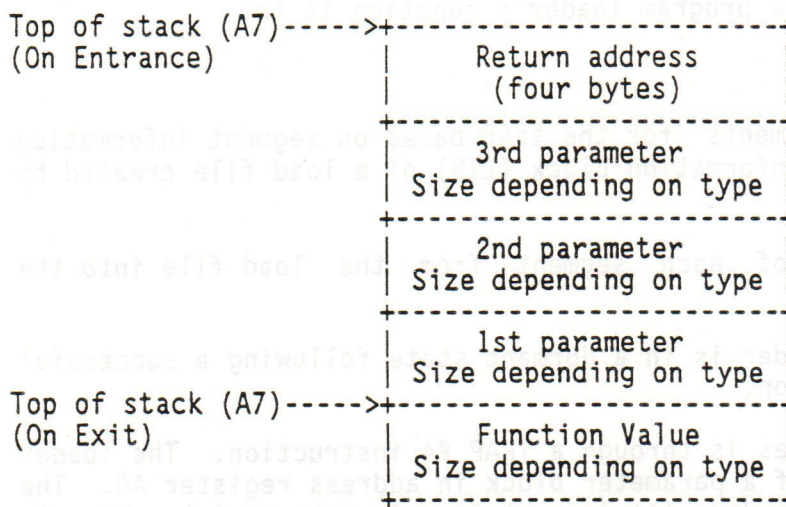 Top of stack (A7)----->+---------------
(On Entrance) | Return address
(four bytes)
+---------------
3rd parameter
Size depending on type
+---------------
2nd parameter
Size depending on type
+---------------
1st parameter
Size depending on type
Top of stack (A7)----->+---------------
(On Exit) | Function Value
Size depending on type
+---------------